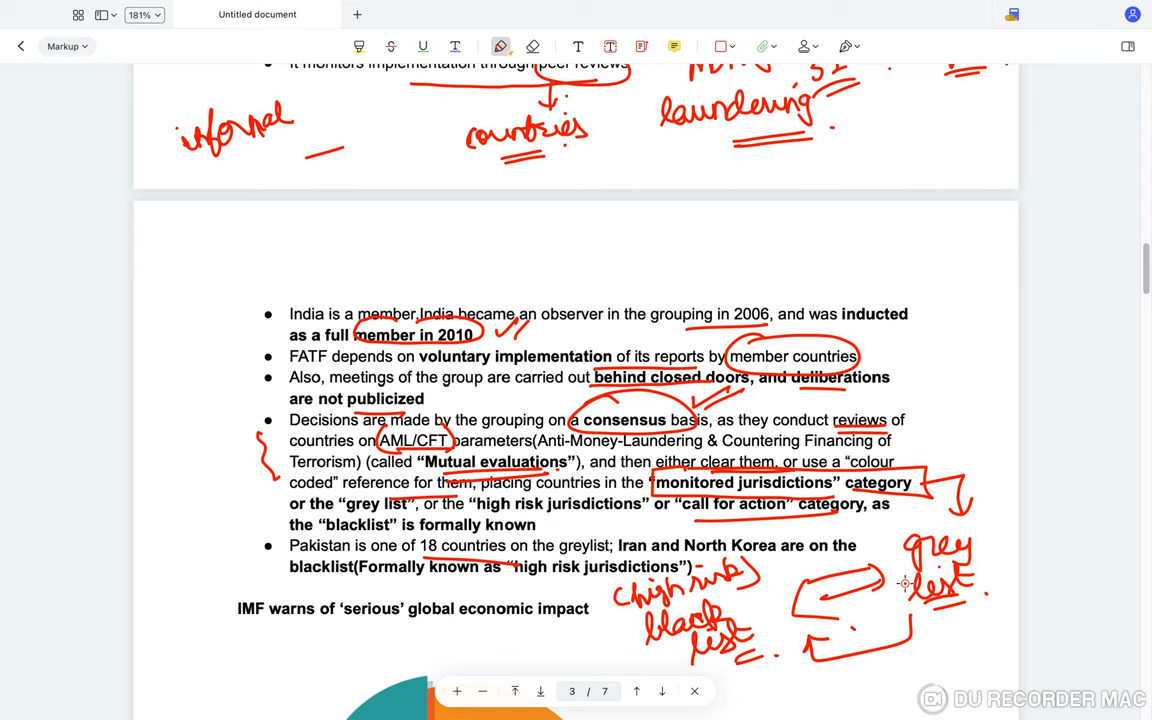 181%
Untitled document
Markup
It monitors implementation through peer reviews
informal
countries
laundering
India is a member.India became an observer in the grouping in 2006, and was inducted
as a full member in 2010
FATF depends on voluntary implementation of its reports by member countries
Also, meetings of the group are carried out behind closed doors, and deliberations
are not publicized
Decisions are made by the grouping on a consensus basis, as they conduct reviews of
countries on AML/CFT parameters(Anti-Money-Laundering & Countering Financing of
Terrorism) (called “Mutual evaluations”), and then either clear them, or use a “colour
coded” reference for them, placing countries in the “monitored jurisdictions” category
or the “grey list”, or the “high risk jurisdictions” or “call for action” category, as
the “blacklist” is formally known
Pakistan is one of 18 countries on the greylist; Iran and North Korea are on the
blacklist(Formally known as “high risk jurisdictions”)
grey
list
(high risk)
black
list
IMF warns of ‘serious’ global economic impact
3 / 7
DU RECORDER MAC